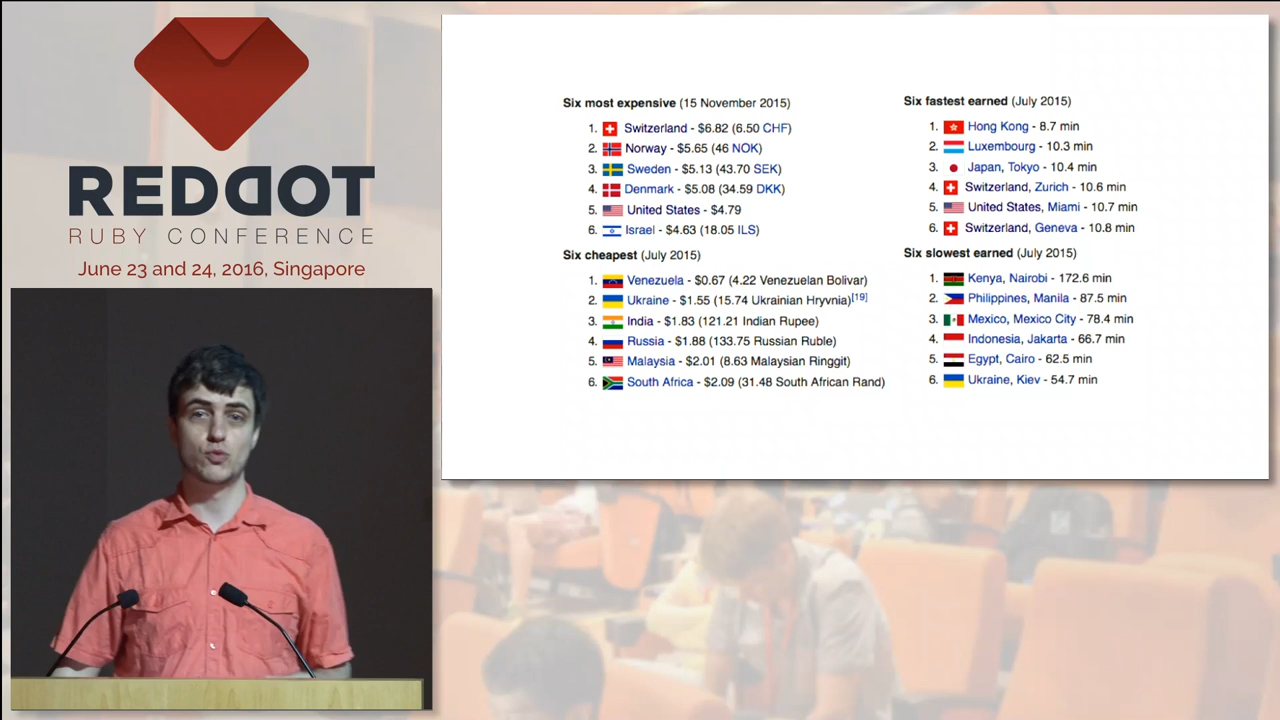 REDDOT
RUBY CONFERENCE
June 23 and 24, 2016, Singapore
Six most expensive (15 November 2015)
1. Switzerland - $6.82 (6.50 CHF)
2. Norway - $5.65 (46 NOK)
3. Sweden - $5.13 (43.70 SEK)
4. Denmark - $5.08 (34.59 DKK)
5. United States - $4.79
6. Israel - $4.63 (18.05 ILS)
Six cheapest (July 2015)
1. Venezuela - $0.67 (4.22 Venezuelan Bolivar)
2. Ukraine - $1.55 (15.74 Ukrainian Hryvnia)[19]
3. India - $1.83 (121.21 Indian Rupee)
4. Russia - $1.88 (133.75 Russian Ruble)
5. Malaysia - $2.01 (8.63 Malaysian Ringgit)
6. South Africa - $2.09 (31.48 South African Rand)
Six fastest earned (July 2015)
1. Hong Kong - 8.7 min
2. Luxembourg - 10.3 min
3. Japan, Tokyo - 10.4 min
4. Switzerland, Zurich - 10.6 min
5. United States, Miami - 10.7 min
6. Switzerland, Geneva - 10.8 min
Six slowest earned (July 2015)
1. Kenya, Nairobi - 172.6 min
2. Philippines, Manila - 87.5 min
3. Mexico, Mexico City - 78.4 min
4. Indonesia, Jakarta - 66.7 min
5. Egypt, Cairo - 62.5 min
6. Ukraine, Kiev - 54.7 min